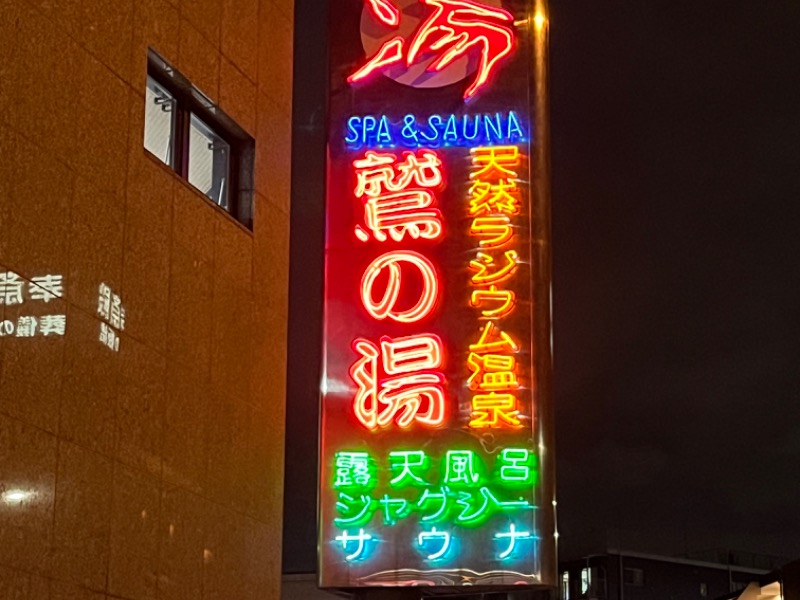 湯
SPA & SAUNA
鷲の湯
天然ラジウム温泉
露天風呂
ジャグジー
サウナ